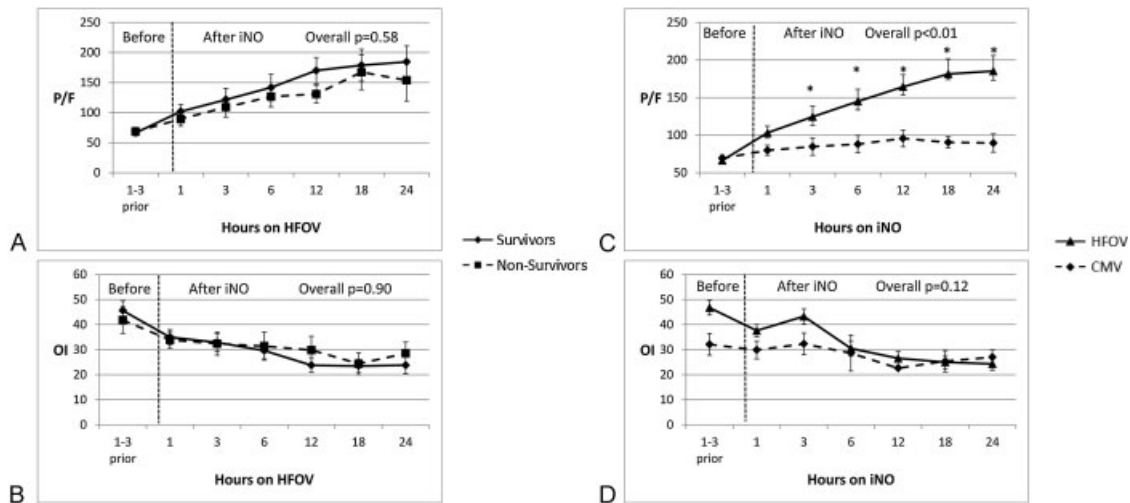 Before After iNO Overall p=0.58
250
200
150
P/F
100
50
0
1-3 prior 1 3 6 12 18 24
Hours on HFOV
A
Before After iNO Overall p=0.90
60
50
40
OI 30
20
10
0
1-3 prior 1 3 6 12 18 24
Hours on HFOV
B
Survivors
Non-Survivors
Before After iNO Overall p<0.01
250
* *
200
* *
*
P/F 150
100
50
1-3 prior 1 3 6 12 18 24
Hours on iNO
C
Before After iNO Overall p=0.12
60
50
40
OI 30
20
10
0
1-3 prior 1 3 6 12 18 24
Hours on iNO
D
HFOV
CMV